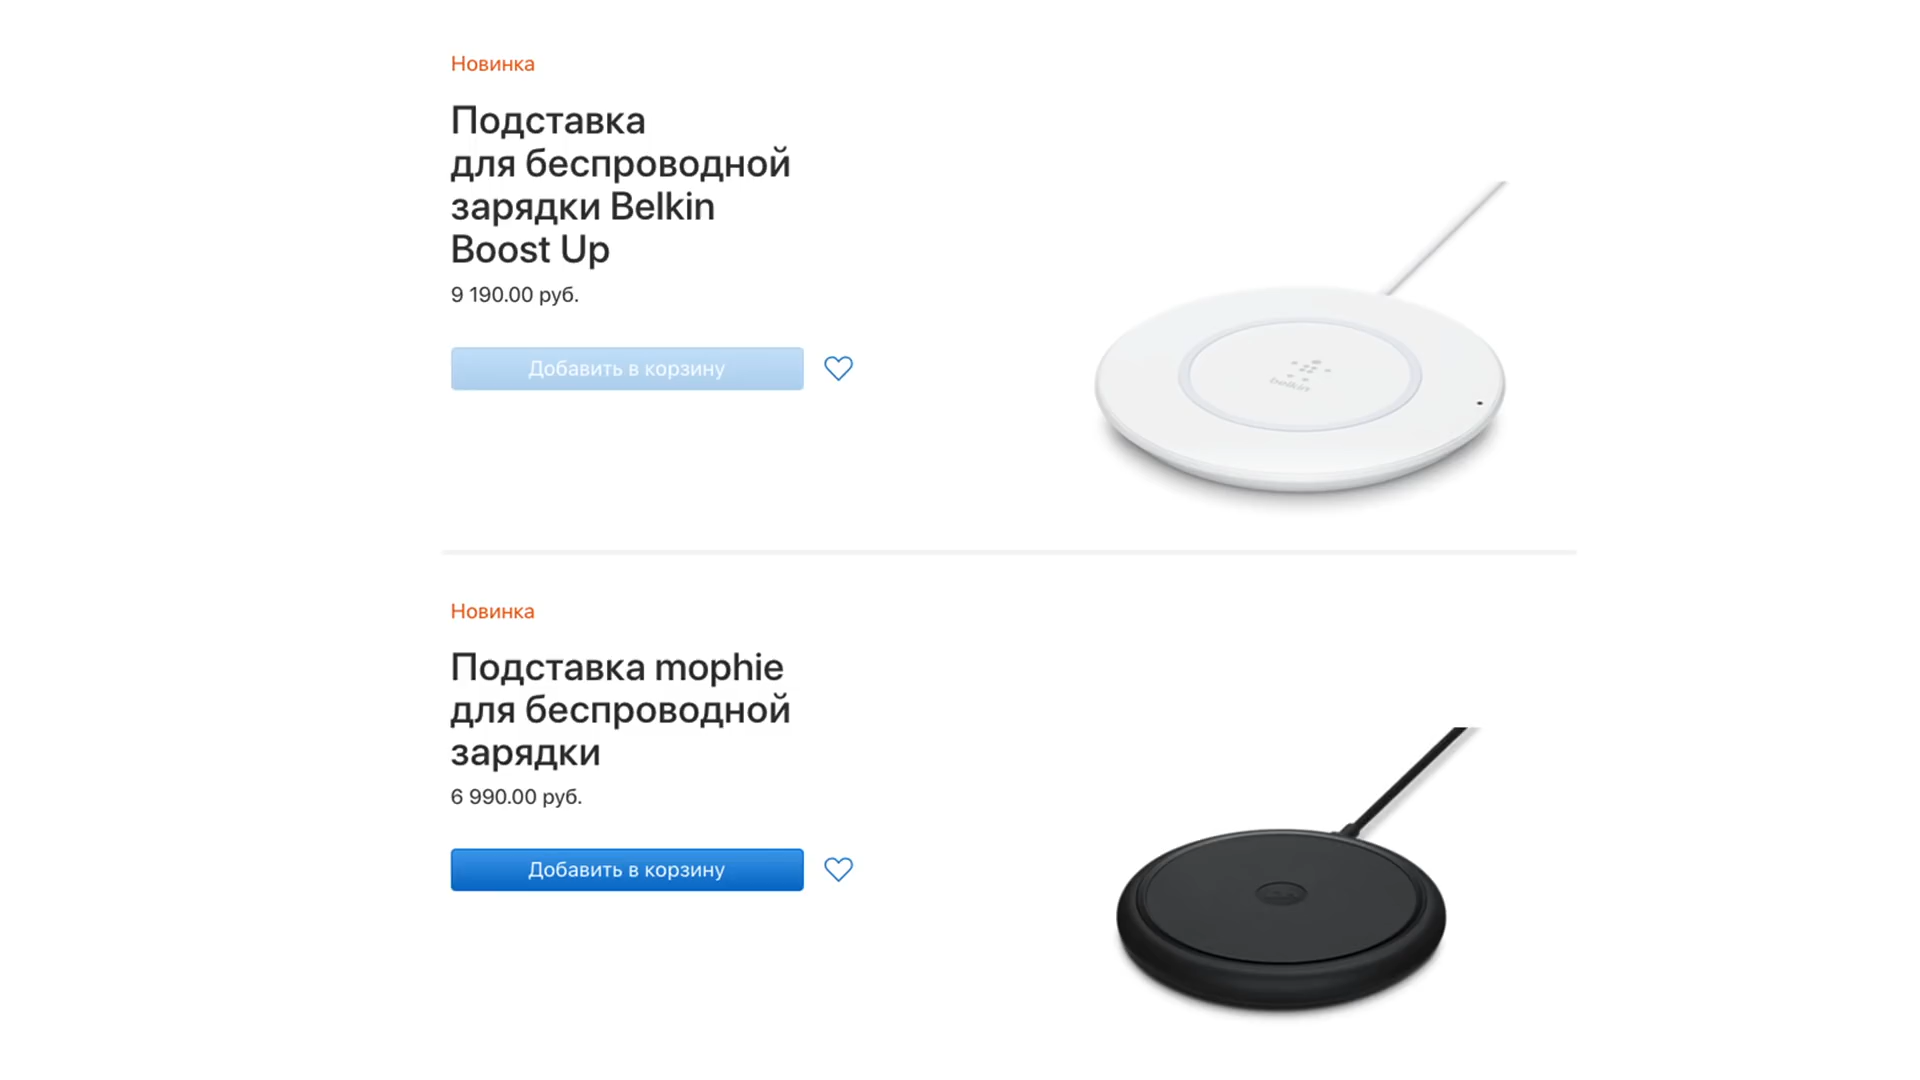 Новинка
Подставка
для беспроводной
зарядки Belkin
Boost Up
9 190.00 руб.
Добавить в корзину
belkin
Новинка
Подставка mophie
для беспроводной
зарядки
6 990.00 руб.
Добавить в корзину